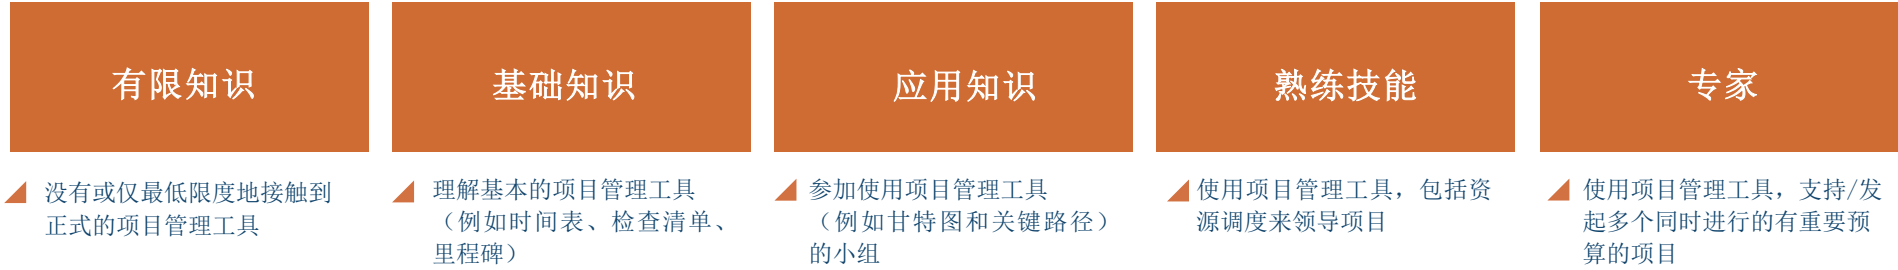 有限知识
没有或仅最低限度地接触到
正式的项目管理工具
基础知识
理解基本的项目管理工具
（例如时间表、检查清单、
里程碑）
应用知识
参加使用项目管理工具
（例如甘特图和关键路径）
的小组
熟练技能
使用项目管理工具，包括资
源调度来领导项目
专家
使用项目管理工具，支持/发
起多个同时进行的有重要预
算的项目